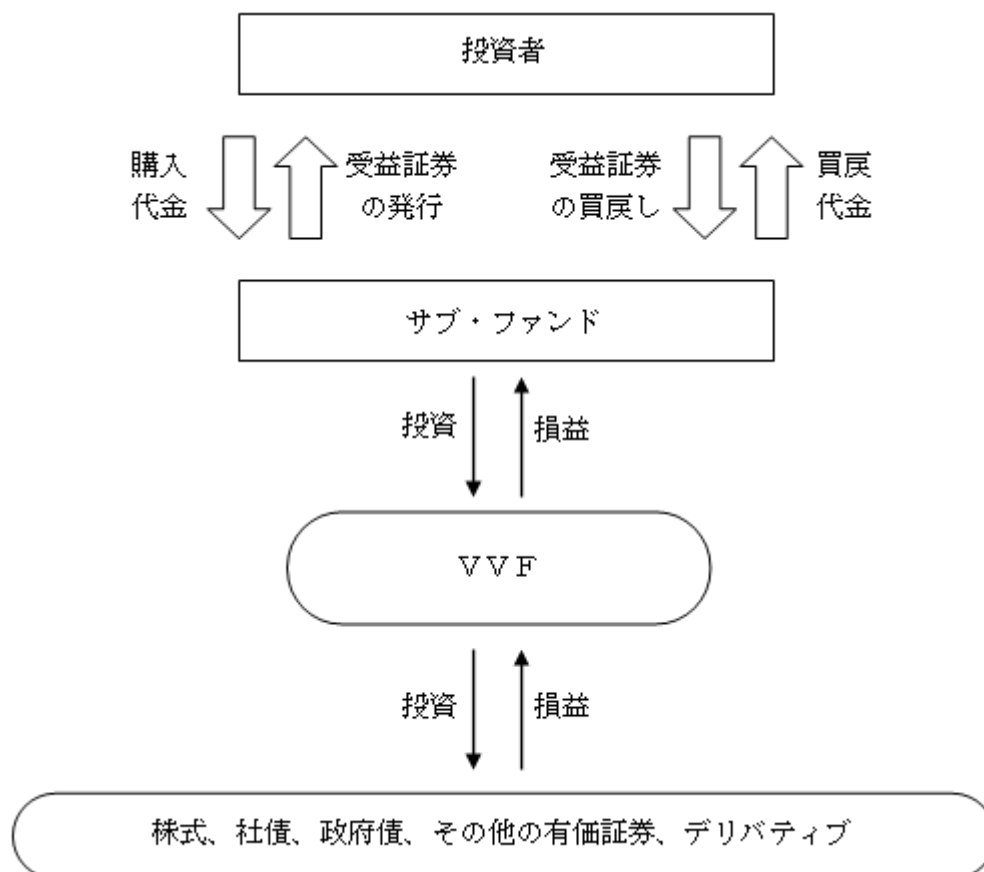 投資者
購入
代金
受益証券
の発行
受益証券
の買戻し
買戻
代金
サブ・ファンド
投資
損益
ＶＶＦ
投資
損益
株式、社債、政府債、その他の有価証券、デリバティブ